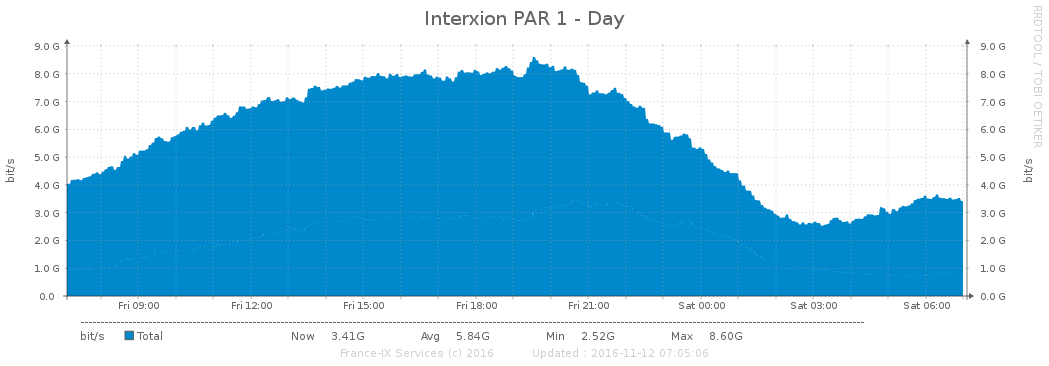 Interxion PAR 1 - Day
RRDTOOL / TOBI OETIKER
9.0 G 9.0 G
8.0 G 8.0 G
7.0 G 7.0 G
6.0 G 6.0 G
5.0 G 5.0 G
4.0 G 4.0 G
3.0 G 3.0 G
2.0 G 2.0 G
1.0 G 1.0 G
0.0 0.0 G
bit/s
bit/s
Fri 09:00 Fri 12:00 Fri 15:00 Fri 18:00 Fri 21:00 Sat 00:00 Sat 03:00 Sat 06:00
bit/s Total Now 3.41G Avg 5.84G Min 2.52G Max 8.60G
France-IX Services (c) 2016 Updated : 2016-11-12 07:05:06